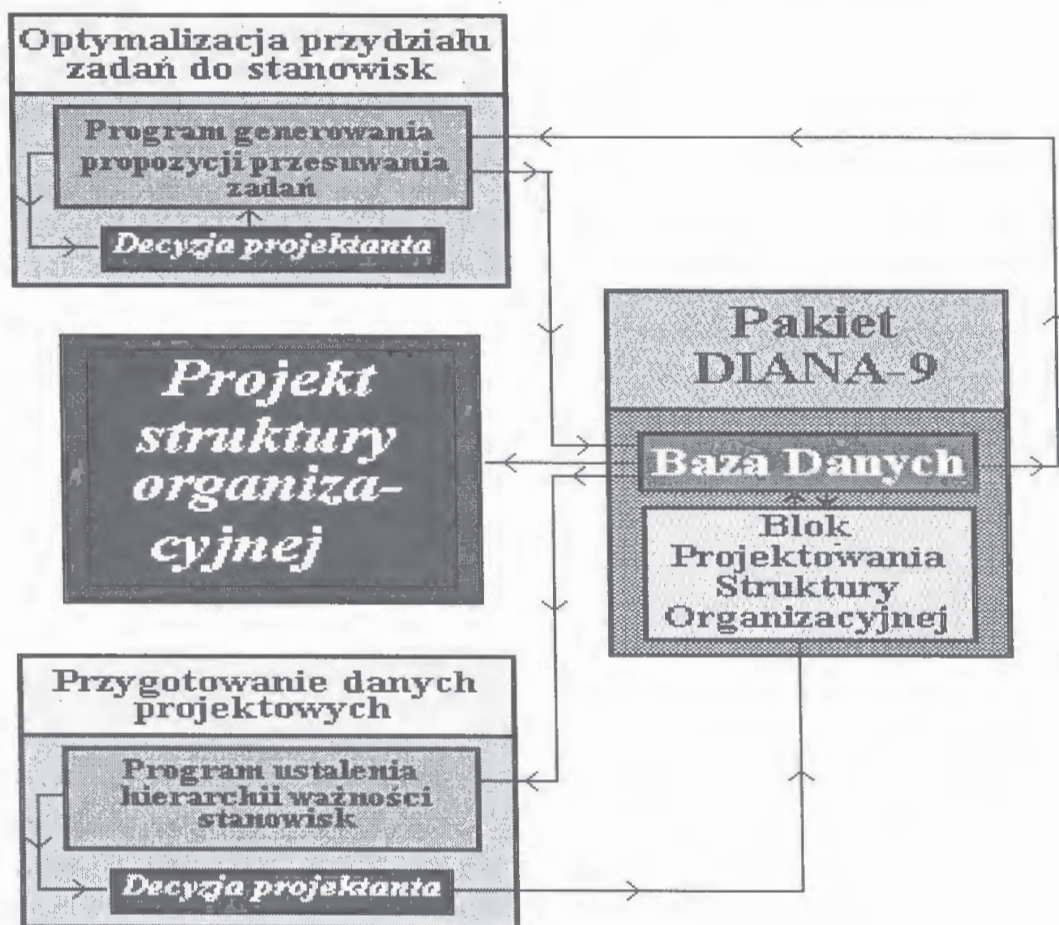 Optymalizacja przydziału
zadań do stanowisk
Program generowania
propozycji przesuwania
zadań
Decyzja projektanta
Projekt
struktury
organiza-
cyjnej
Pakiet
DIANA-9
Baza Danych
Blok
Projektowania
Struktury
Organizacyjnej
Przygotowanie danych
projektowych
Program ustalenia
hierarchii ważności
stanowisk
Decyzja projektanta